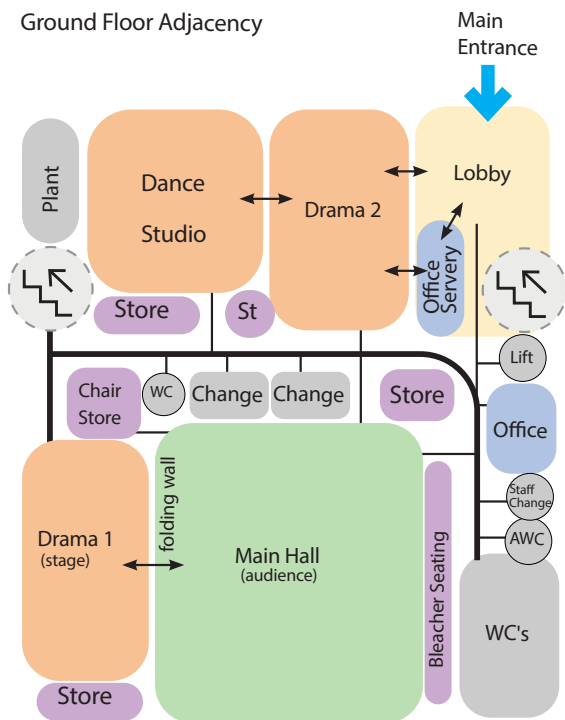 Ground Floor Adjacency
Main
Entrance
Plant
Dance
Studio
Drama 2
Lobby
Office
Servery
Store
St
Lift
Chair
Store
WC
Change
Change
Store
Office
folding wall
Staff
Change
Drama 1
(stage)
Main Hall
(audience)
Bleacher Seating
AWC
WC's
Store